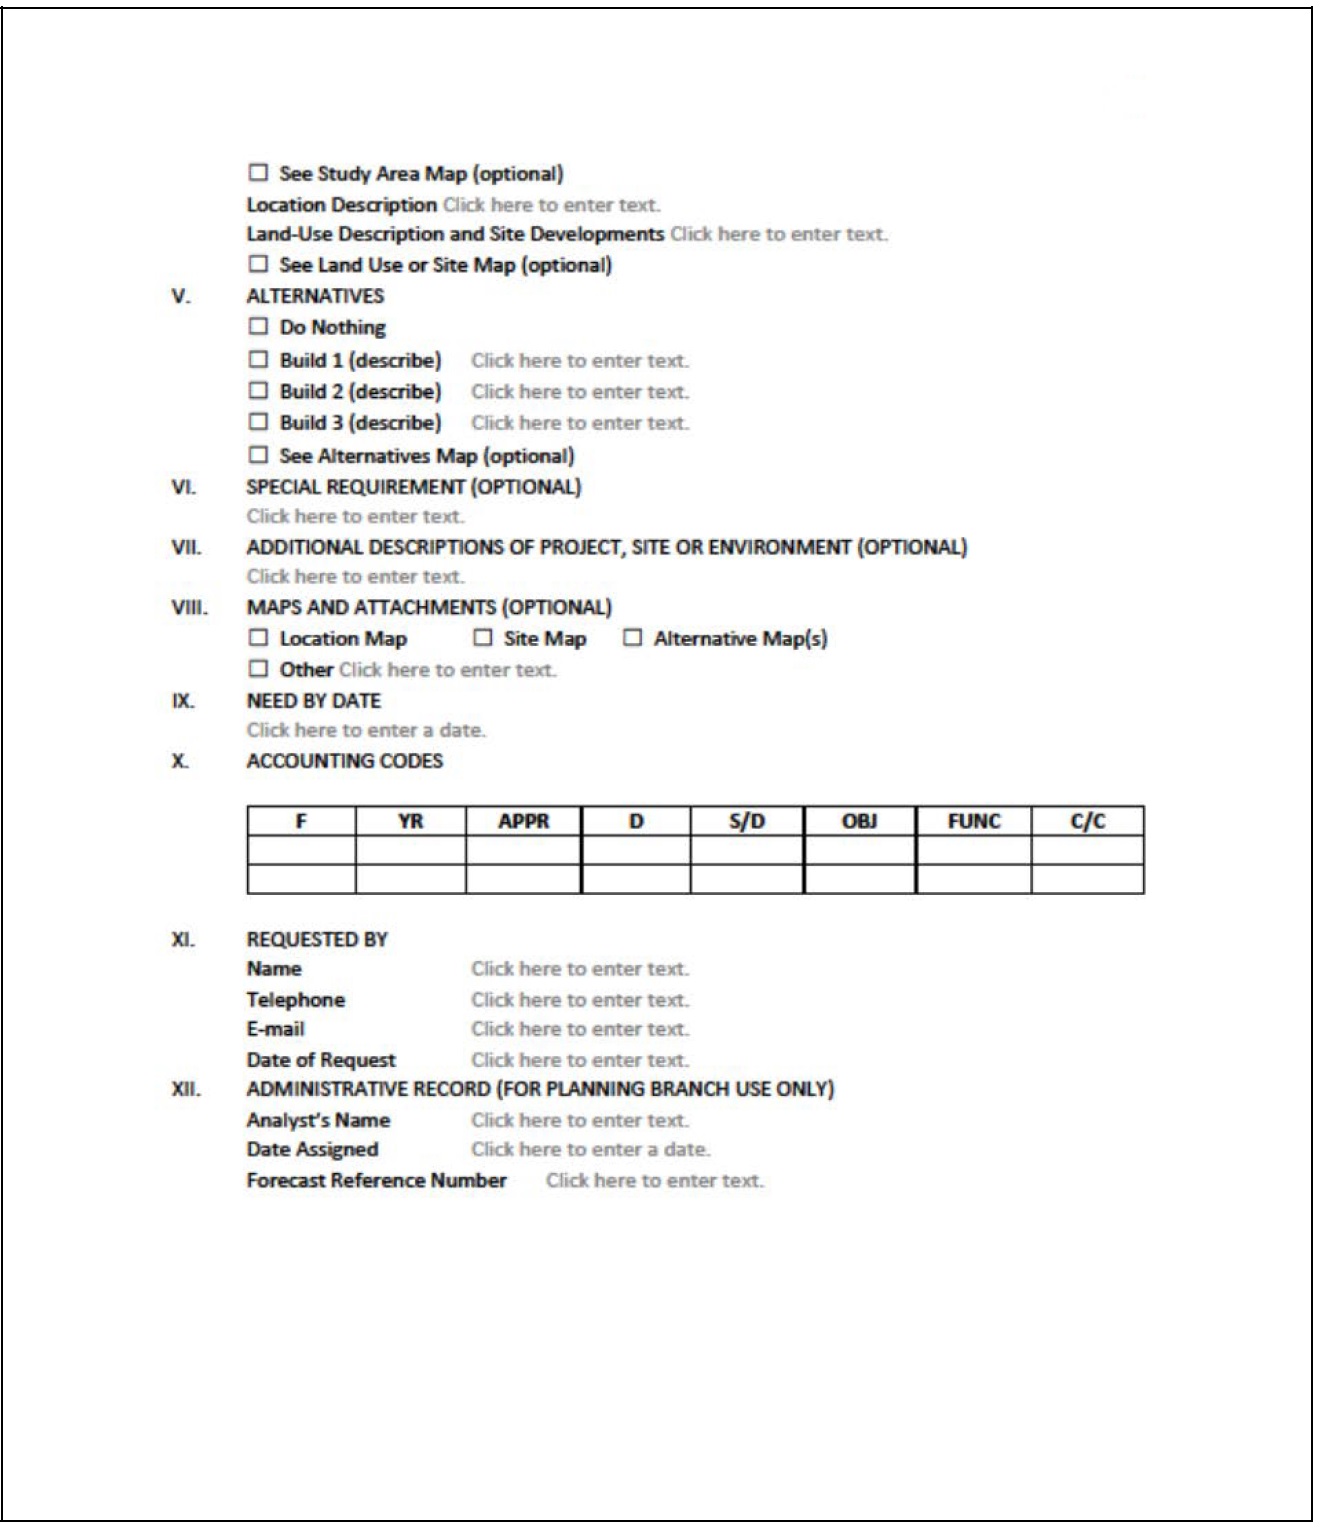 ☐ See Study Area Map (optional)
Location Description Click here to enter text.
Land-Use Description and Site Developments Click here to enter text.
☐ See Land Use or Site Map (optional)
V. ALTERNATIVES
☐ Do Nothing
☐ Build 1 (describe) Click here to enter text.
☐ Build 2 (describe) Click here to enter text.
☐ Build 3 (describe) Click here to enter text.
☐ See Alternatives Map (optional)
VI. SPECIAL REQUIREMENT (OPTIONAL)
Click here to enter text.
VII. ADDITIONAL DESCRIPTIONS OF PROJECT, SITE OR ENVIRONMENT (OPTIONAL)
Click here to enter text.
VIII. MAPS AND ATTACHMENTS (OPTIONAL)
☐ Location Map ☐ Site Map ☐ Alternative Map(s)
☐ Other Click here to enter text.
IX. NEED BY DATE
Click here to enter a date.
X. ACCOUNTING CODES
F YR APPR D S/D OBJ FUNC C/C
XI. REQUESTED BY
Name Click here to enter text.
Telephone Click here to enter text.
E-mail Click here to enter text.
Date of Request Click here to enter text.
XII. ADMINISTRATIVE RECORD (FOR PLANNING BRANCH USE ONLY)
Analyst's Name Click here to enter text.
Date Assigned Click here to enter a date.
Forecast Reference Number Click here to enter text.